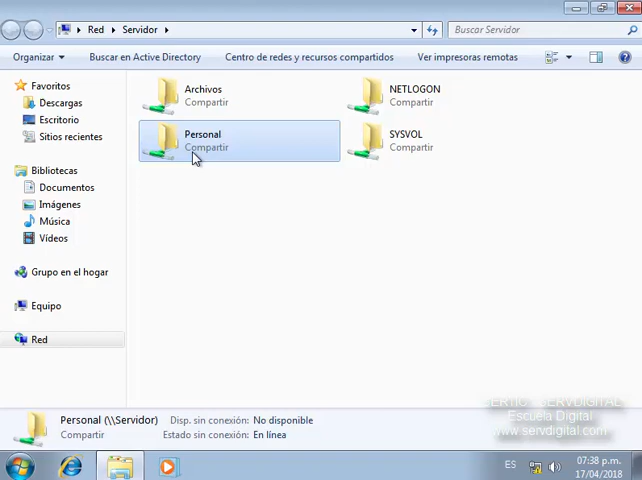 Red
Servidor
Buscar Servidor
Organizar
Buscar en Active Directory
Centro de redes y recursos compartidos
Ver impresoras remotas
Favoritos
Descargas
Escritorio
Sitios recientes
Bibliotecas
Documentos
Imágenes
Música
Vídeos
Grupo en el hogar
Equipo
Red
Archivos
Compartir
NETLOGON
Compartir
Personal
Compartir
SYSVOL
Compartir
Personal (\\Servidor)
Disp. sin conexión: No disponible
Compartir
Estado sin conexión: En línea
SERVDIGITAL
Escuela Digital
www.servdigital.com
ES
07:38 p.m.
17/04/2018